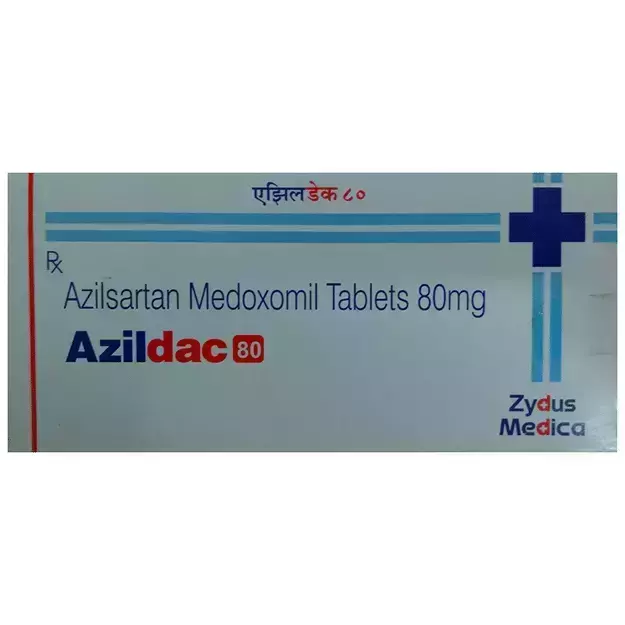 एझिलडेक ८०
Rx
Azilsartan Medoxomil Tablets 80mg
Azildac 80
Zydus
Medica